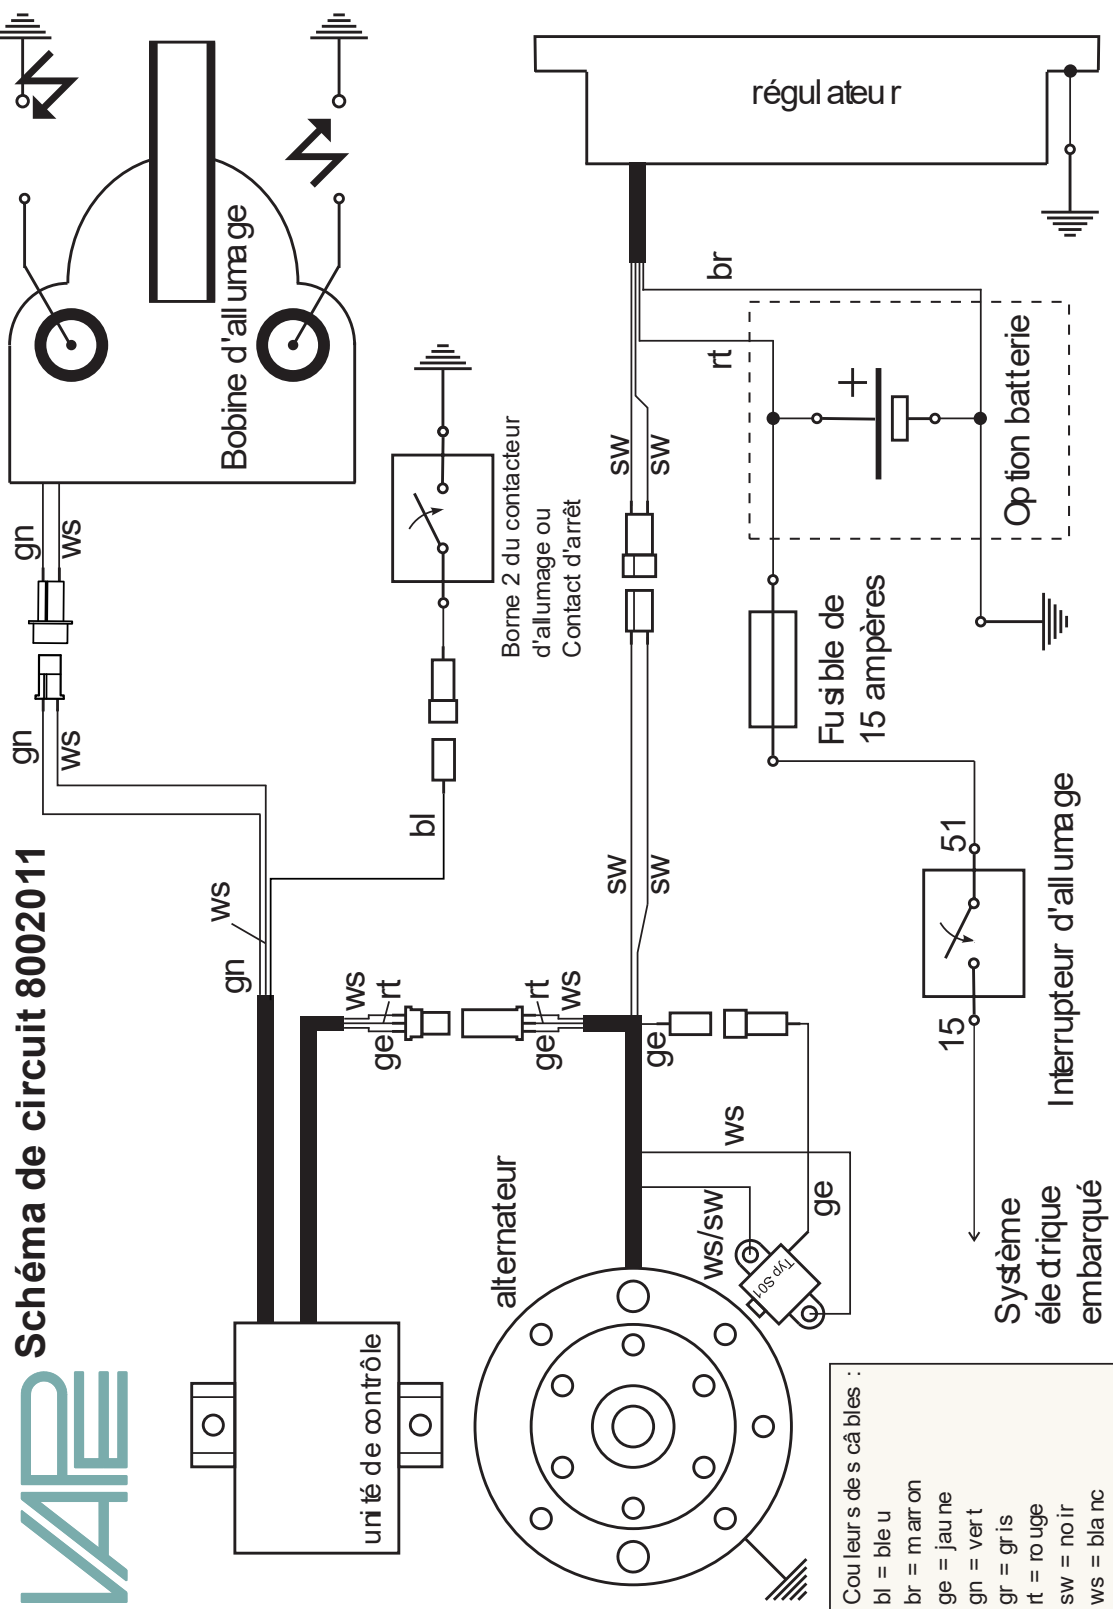 VAPE
Schéma de circuit 8002011
gn
ws
gn
ws
gn
ws
Bobine d'allumage
bl
Borne 2 du contacteur
d'allumage ou
Contact d'arrêt
unité de contrôle
ws
rt
ge
rt
ws
ge
ge
alternateur
ws/sw
ws
ge
Typ S01
sw
sw
sw
sw
régulateur
br
rt
Option batterie
Fusible de
15 ampères
51
15
Interrupteur d'allumage
Système
électrique
embarqué
Couleurs des câbles :
bl = bleu
br = marron
ge = jaune
gn = vert
gr = gris
rt = rouge
sw = noir
ws = blanc